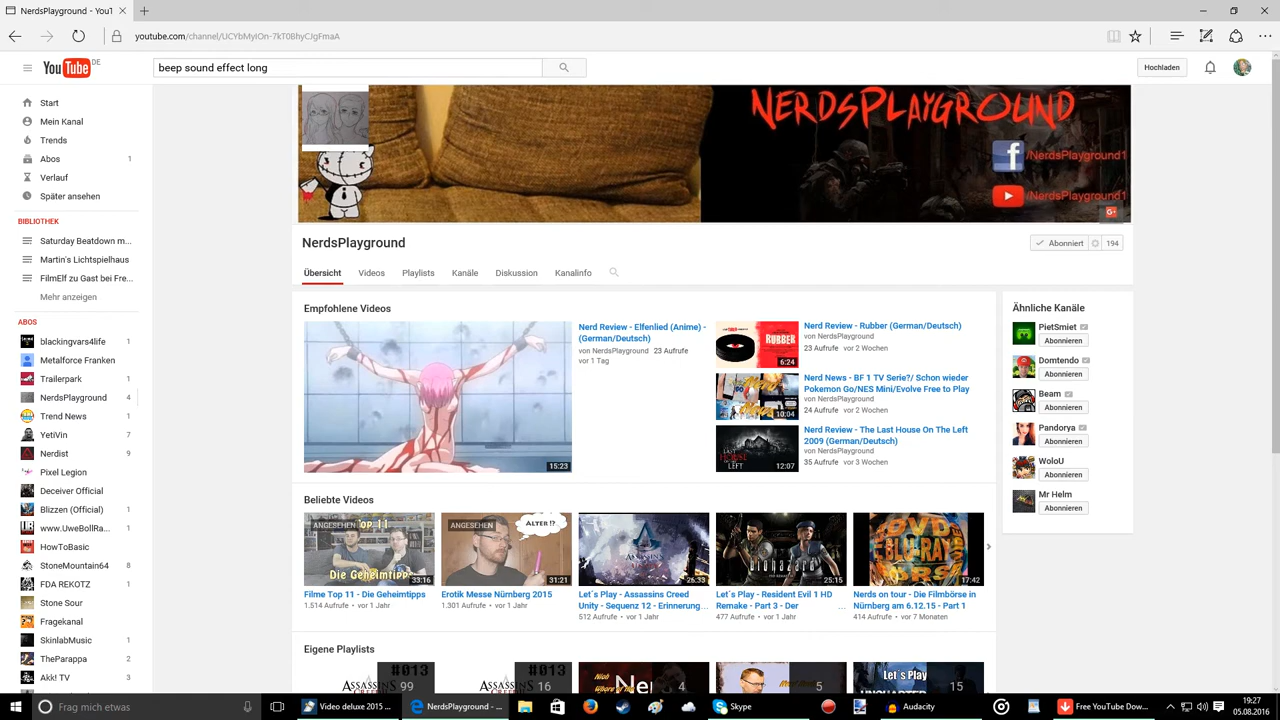 NerdsPlayground - YouT
youtube.com/channel/UCYbMyIOn-7kT0BhyCJgFmaA
YouTube DE
beep sound effect long
Hochladen
Start
Mein Kanal
Trends
Abos 1
Verlauf
Später ansehen
BIBLIOTHEK
Saturday Beatdown m...
Martin's Lichtspielhaus
FilmElf zu Gast bei Fre...
Mehr anzeigen
ABOS
blackingvars4life
Metalforce Franken
Trailerpark 1
NerdsPlayground 4
Trend News 1
YetiVin 7
Nerdist 9
Pixel Legion
Deceiver Official
Blizzen (Official) 2
www.UweBollRa... 1
HowToBasic
StoneMountain64 8
FDA REKOTZ 1
Stone Sour
Fragekanal
SkinlabMusic 1
TheParappa 2
Akk! TV 3
NERDSPLAYGROUND
/NerdsPlayground1
/NerdsPlayground1
NerdsPlayground
Abonniert 194
Übersicht Videos Playlists Kanäle Diskussion Kanalinfo
Empfohlene Videos
15:23
Nerd Review - Elfenlied (Anime) -
(German/Deutsch)
von NerdsPlayground 23 Aufrufe
vor 1 Tag
RUBBER
6:24
Nerd Review - Rubber (German/Deutsch)
von NerdsPlayground
23 Aufrufe vor 2 Wochen
10:04
Nerd News - BF 1 TV Serie?/ Schon wieder
Pokemon Go/NES Mini/Evolve Free to Play
von NerdsPlayground
24 Aufrufe vor 2 Wochen
LAST HOUSE LEFT
12:07
Nerd Review - The Last House On The Left
2009 (German/Deutsch)
von NerdsPlayground
35 Aufrufe vor 3 Wochen
Ähnliche Kanäle
PietSmiet
Abonnieren
Domtendo
Abonnieren
Beam
Abonnieren
Pandorya
Abonnieren
WoloU
Abonnieren
Mr Helm
Abonnieren
Beliebte Videos
ANGESEHEN
Die Geheimtipps
33:16
Filme Top 11 - Die Geheimtipps
1.514 Aufrufe • vor 1 Jahr
ANGESEHEN
ALTER !?
31:21
Erotik Messe Nürnberg 2015
1.301 Aufrufe • vor 1 Jahr
26:33
Let´s Play - Assassins Creed
Unity - Sequenz 12 - Erinnerung...
512 Aufrufe • vor 1 Jahr
biohazard
25:15
Let´s Play - Resident Evil 1 HD
Remake - Part 3 - Der ...
477 Aufrufe • vor 1 Jahr
DVD
BLU-RAY
17:42
Nerds on tour - Die Filmbörse in
Nürnberg am 6.12.15 - Part 1
414 Aufrufe • vor 7 Monaten
Eigene Playlists
#013
99
#013
16
4
5
Let´s Play
15
Frag mich etwas
Video deluxe 2015 ...
NerdsPlayground - ...
Skype
Audacity
Free YouTube Dow...
19:27
05.08.2016